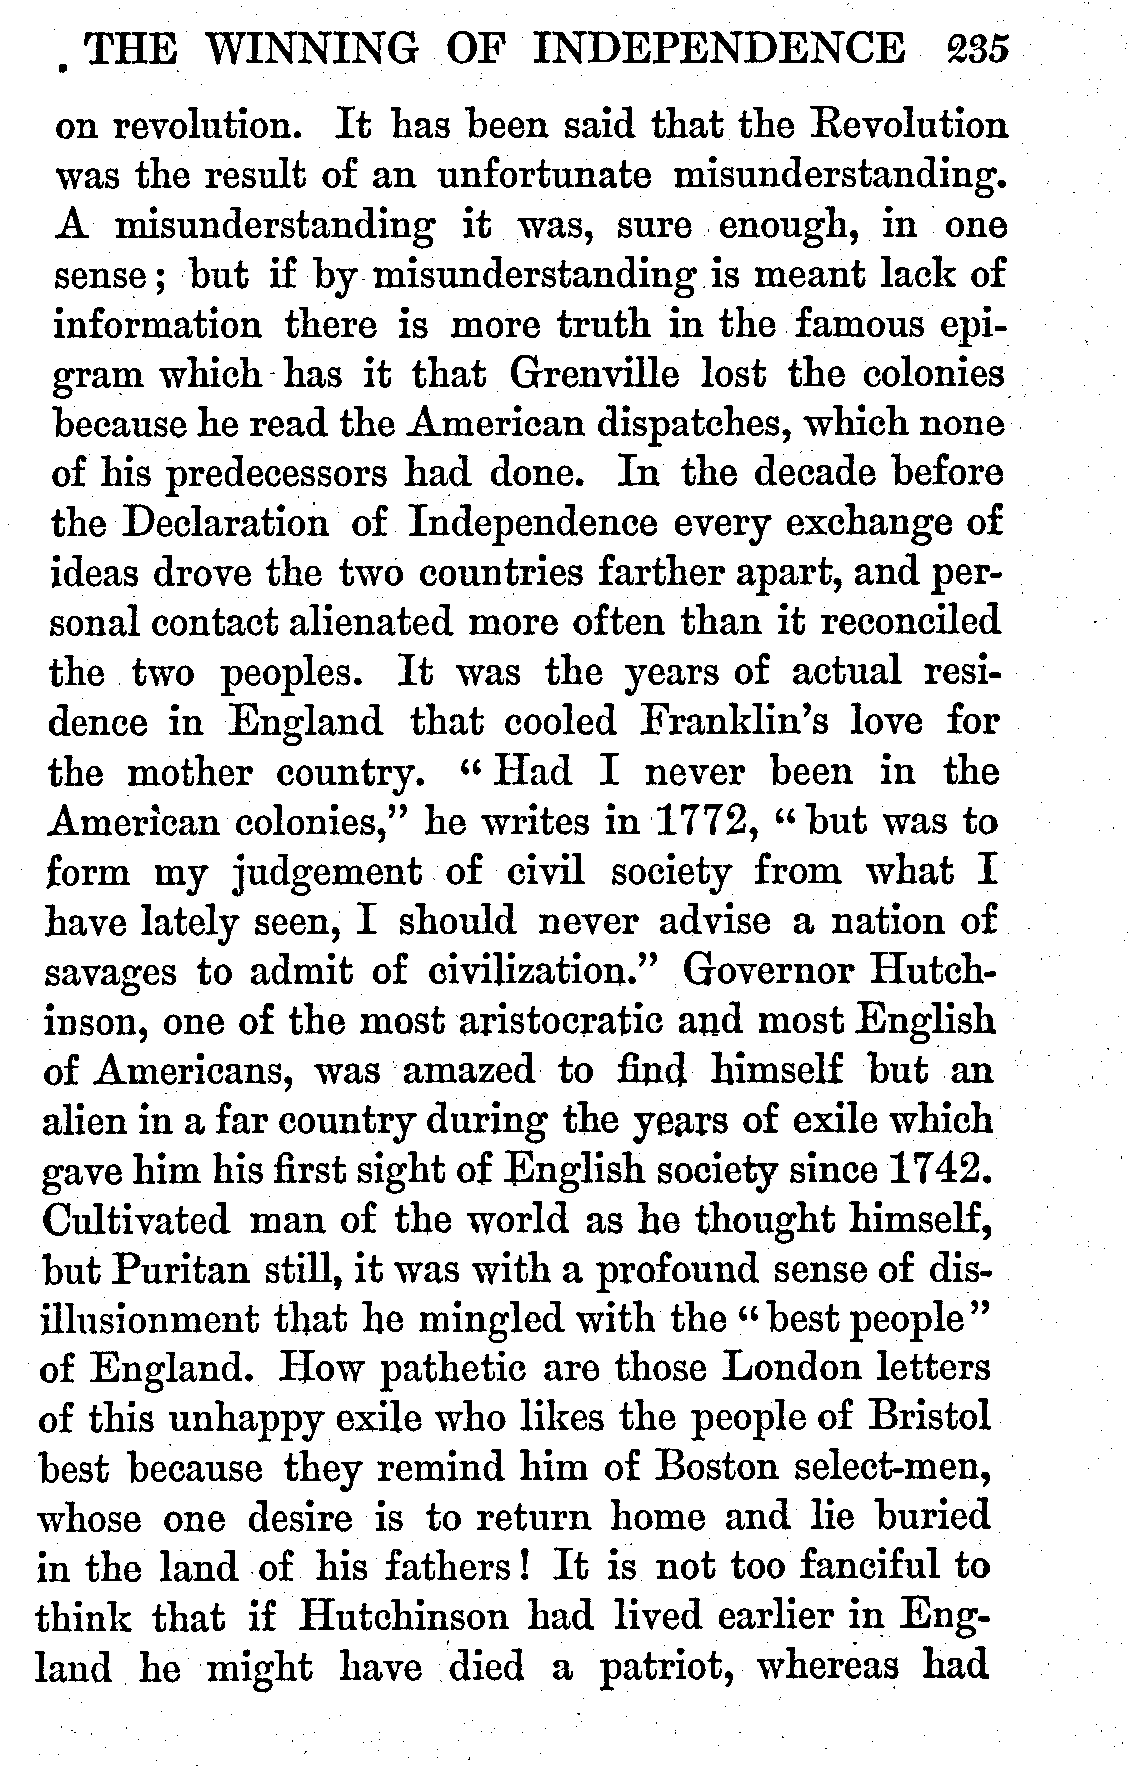 THE WINNING OF INDEPENDENCE 235
on revolution. It has been said that the Revolution
was the result of an unfortunate misunderstanding.
A misunderstanding it was, sure enough, in one
sense; but if by misunderstanding is meant lack of
information there is more truth in the famous epi-
gram which has it that Grenville lost the colonies
because he read the American dispatches, which none
of his predecessors had done. In the decade before
the Declaration of Independence every exchange of
ideas drove the two countries farther apart, and per-
sonal contact alienated more often than it reconciled
the two peoples. It was the years of actual resi-
dence in England that cooled Franklin's love for
the mother country. "Had I never been in the
American colonies," he writes in 1772, "but was to
form my judgement of civil society from what I
have lately seen, I should never advise a nation of
savages to admit of civilization." Governor Hutch-
inson, one of the most aristocratic and most English
of Americans, was amazed to find himself but an
alien in a far country during the years of exile which
gave him his first sight of English society since 1742.
Cultivated man of the world as he thought himself,
but Puritan still, it was with a profound sense of dis-
illusionment that he mingled with the "best people"
of England. How pathetic are those London letters
of this unhappy exile who likes the people of Bristol
best because they remind him of Boston select-men,
whose one desire is to return home and lie buried
in the land of his fathers! It is not too fanciful to
think that if Hutchinson had lived earlier in Eng-
land he might have died a patriot, whereas had